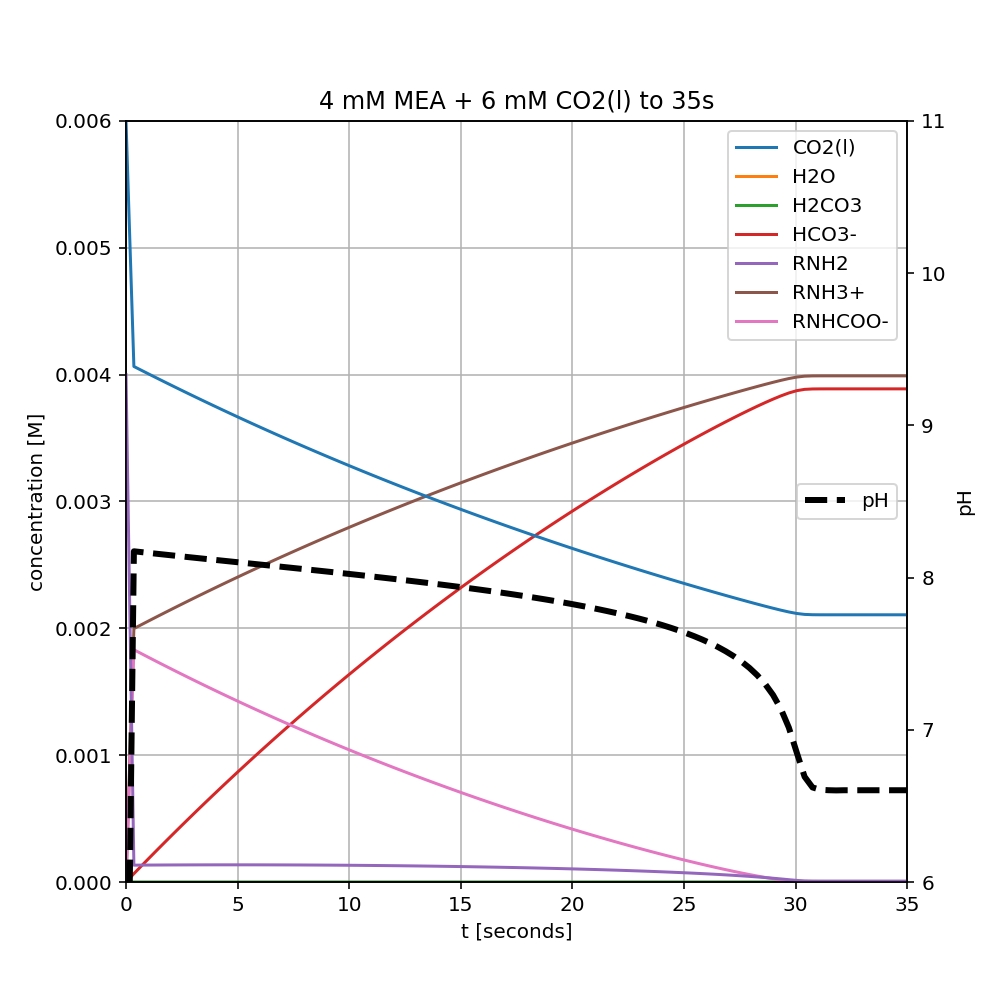 4 mM MEA + 6 mM CO2(l) to 35s
0.006
0.005
0.004
0.003
0.002
0.001
0.000
concentration [M]
11
10
9
8
7
6
pH
CO2(l)
H2O
H2CO3
HCO3-
RNH2
RNH3+
RNHCOO-
pH
0 5 10 15 20 25 30 35
t [seconds]